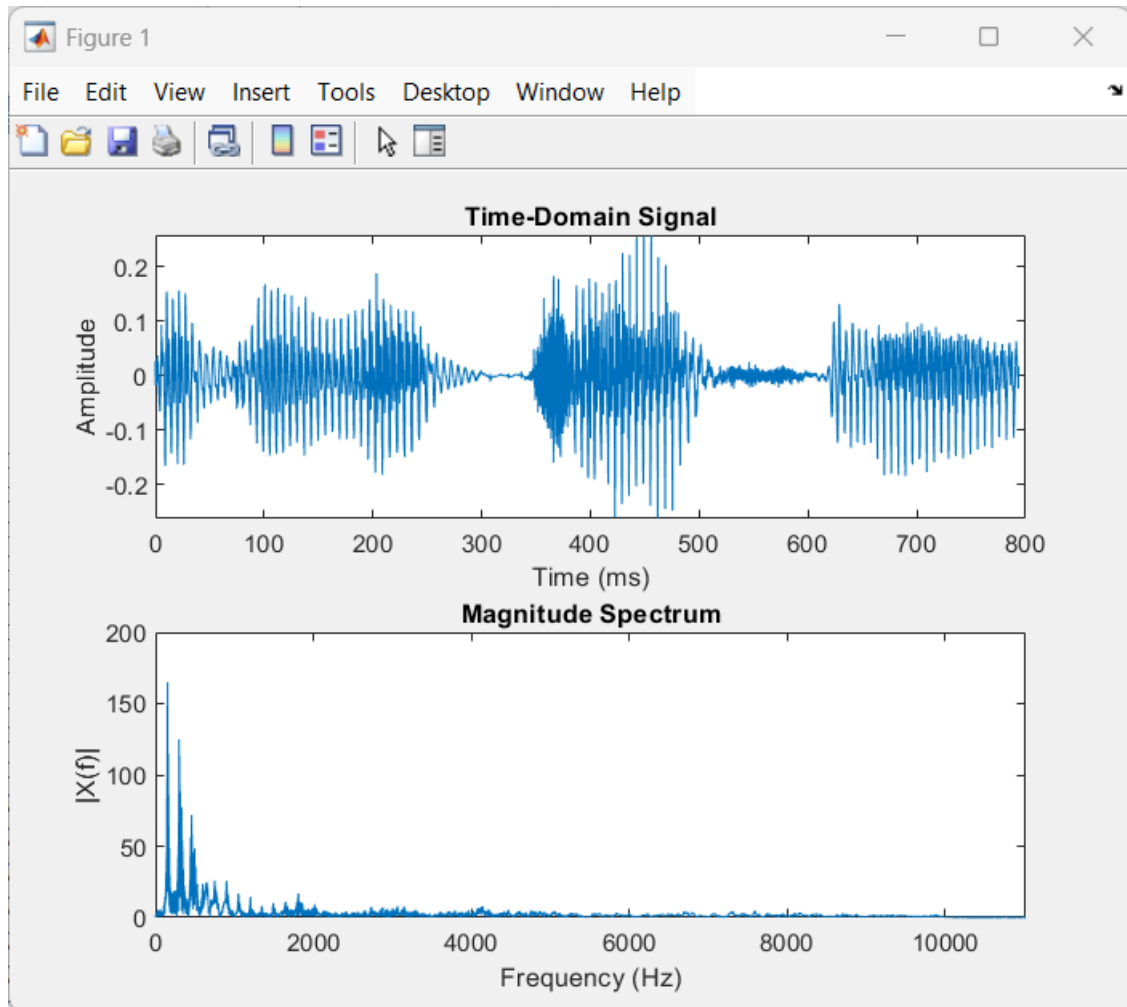 Figure 1
File Edit View Insert Tools Desktop Window Help
Time-Domain Signal
Amplitude
0.2
0.1
0
-0.1
-0.2
0 100 200 300 400 500 600 700 800
Time (ms)
Magnitude Spectrum
|X(f)|
200
150
100
50
0
0 2000 4000 6000 8000 10000
Frequency (Hz)